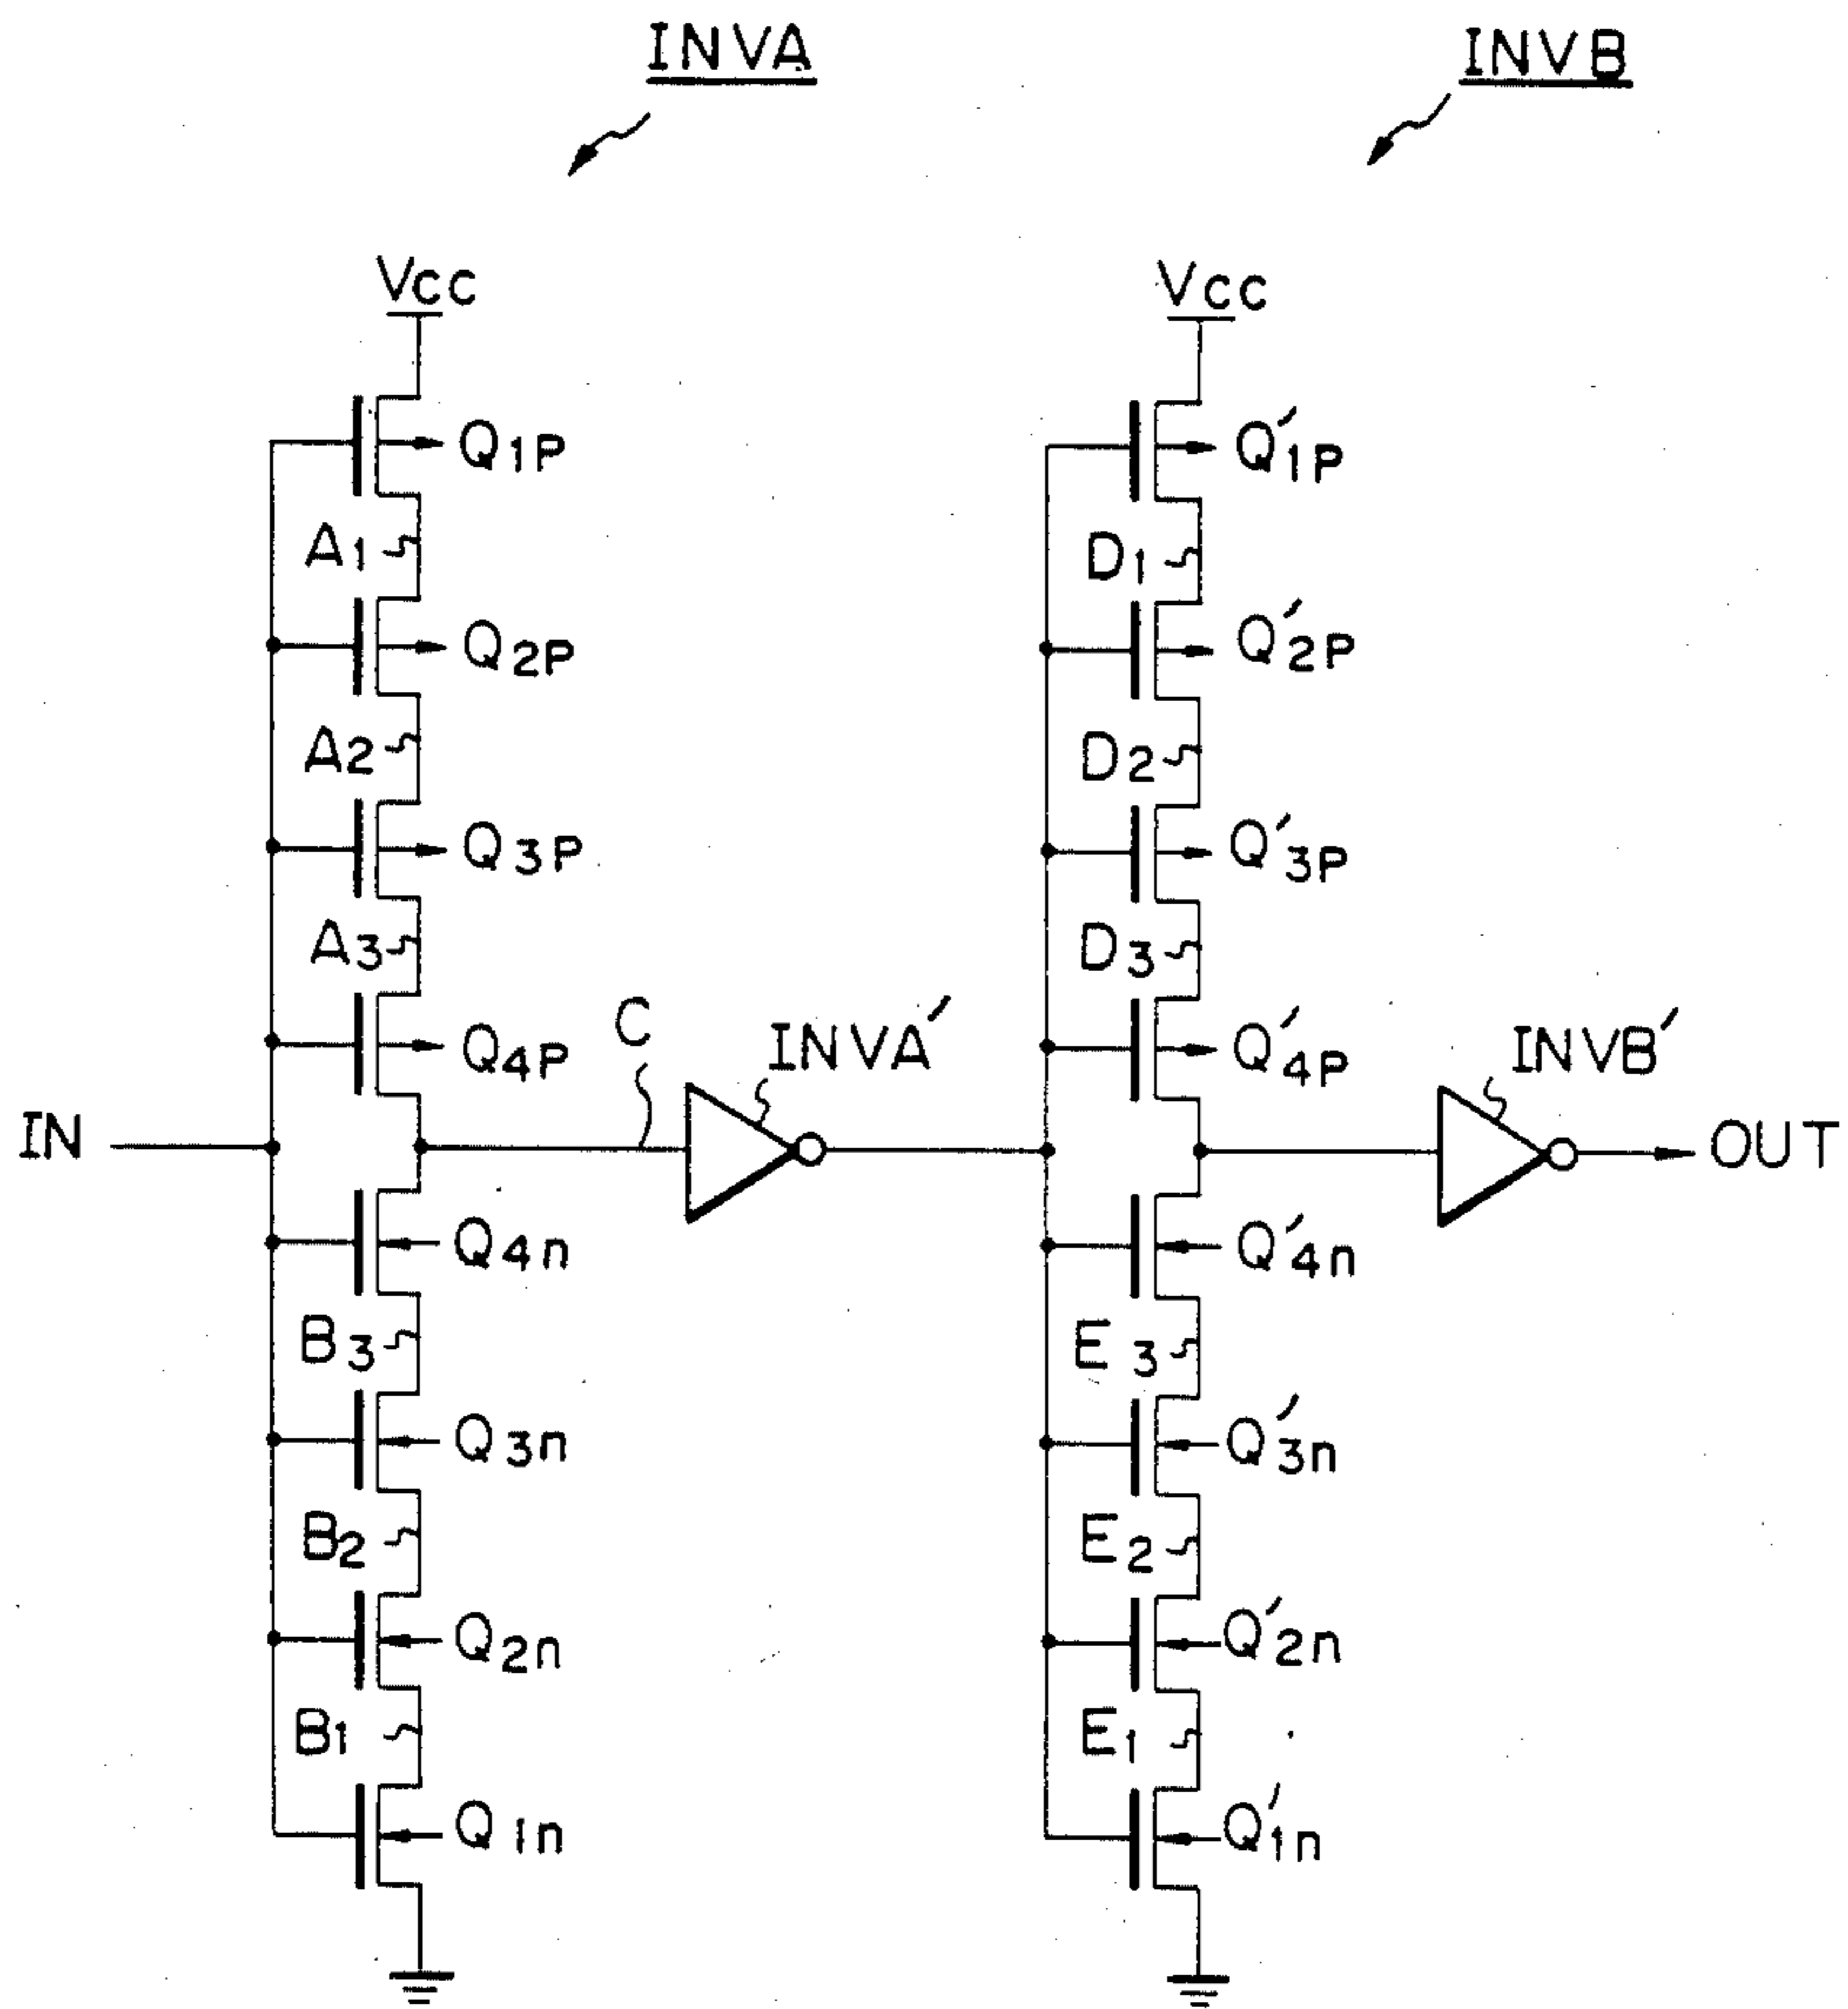 INVA INVB
Vcc Vcc
Q1P Q'1P
A1 D1
Q2P Q'2P
A2 D2
Q3P Q'3P
A3 D3
Q4P C INVA' Q'4P INVB'
IN OUT
Q4n Q'4n
B3 E3
Q3n Q'3n
B2 E2
Q2n Q'2n
B1 E1
Q1n Q'1n